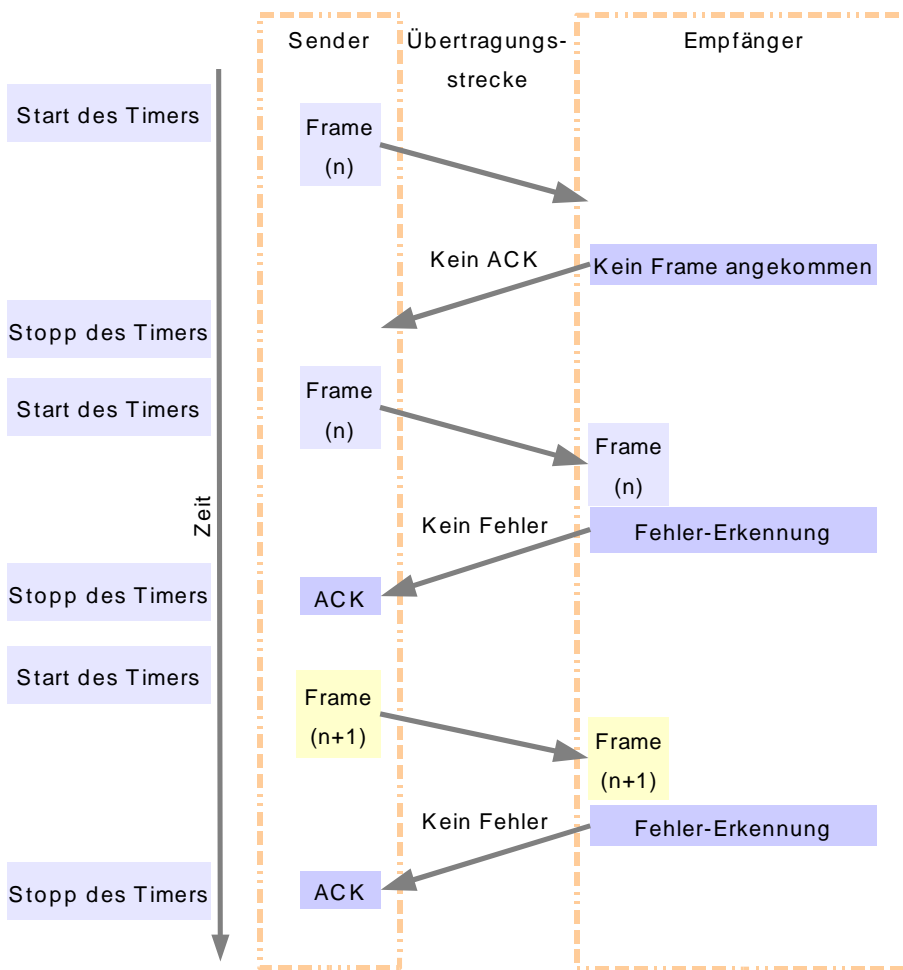 Sender
Übertragungs-
strecke
Empfänger
Start des Timers
Frame
(n)
Kein ACK
Kein Frame angekommen
Stopp des Timers
Start des Timers
Frame
(n)
Frame
(n)
Zeit
Kein Fehler
Fehler-Erkennung
Stopp des Timers
ACK
Start des Timers
Frame
(n+1)
Frame
(n+1)
Kein Fehler
Fehler-Erkennung
Stopp des Timers
ACK